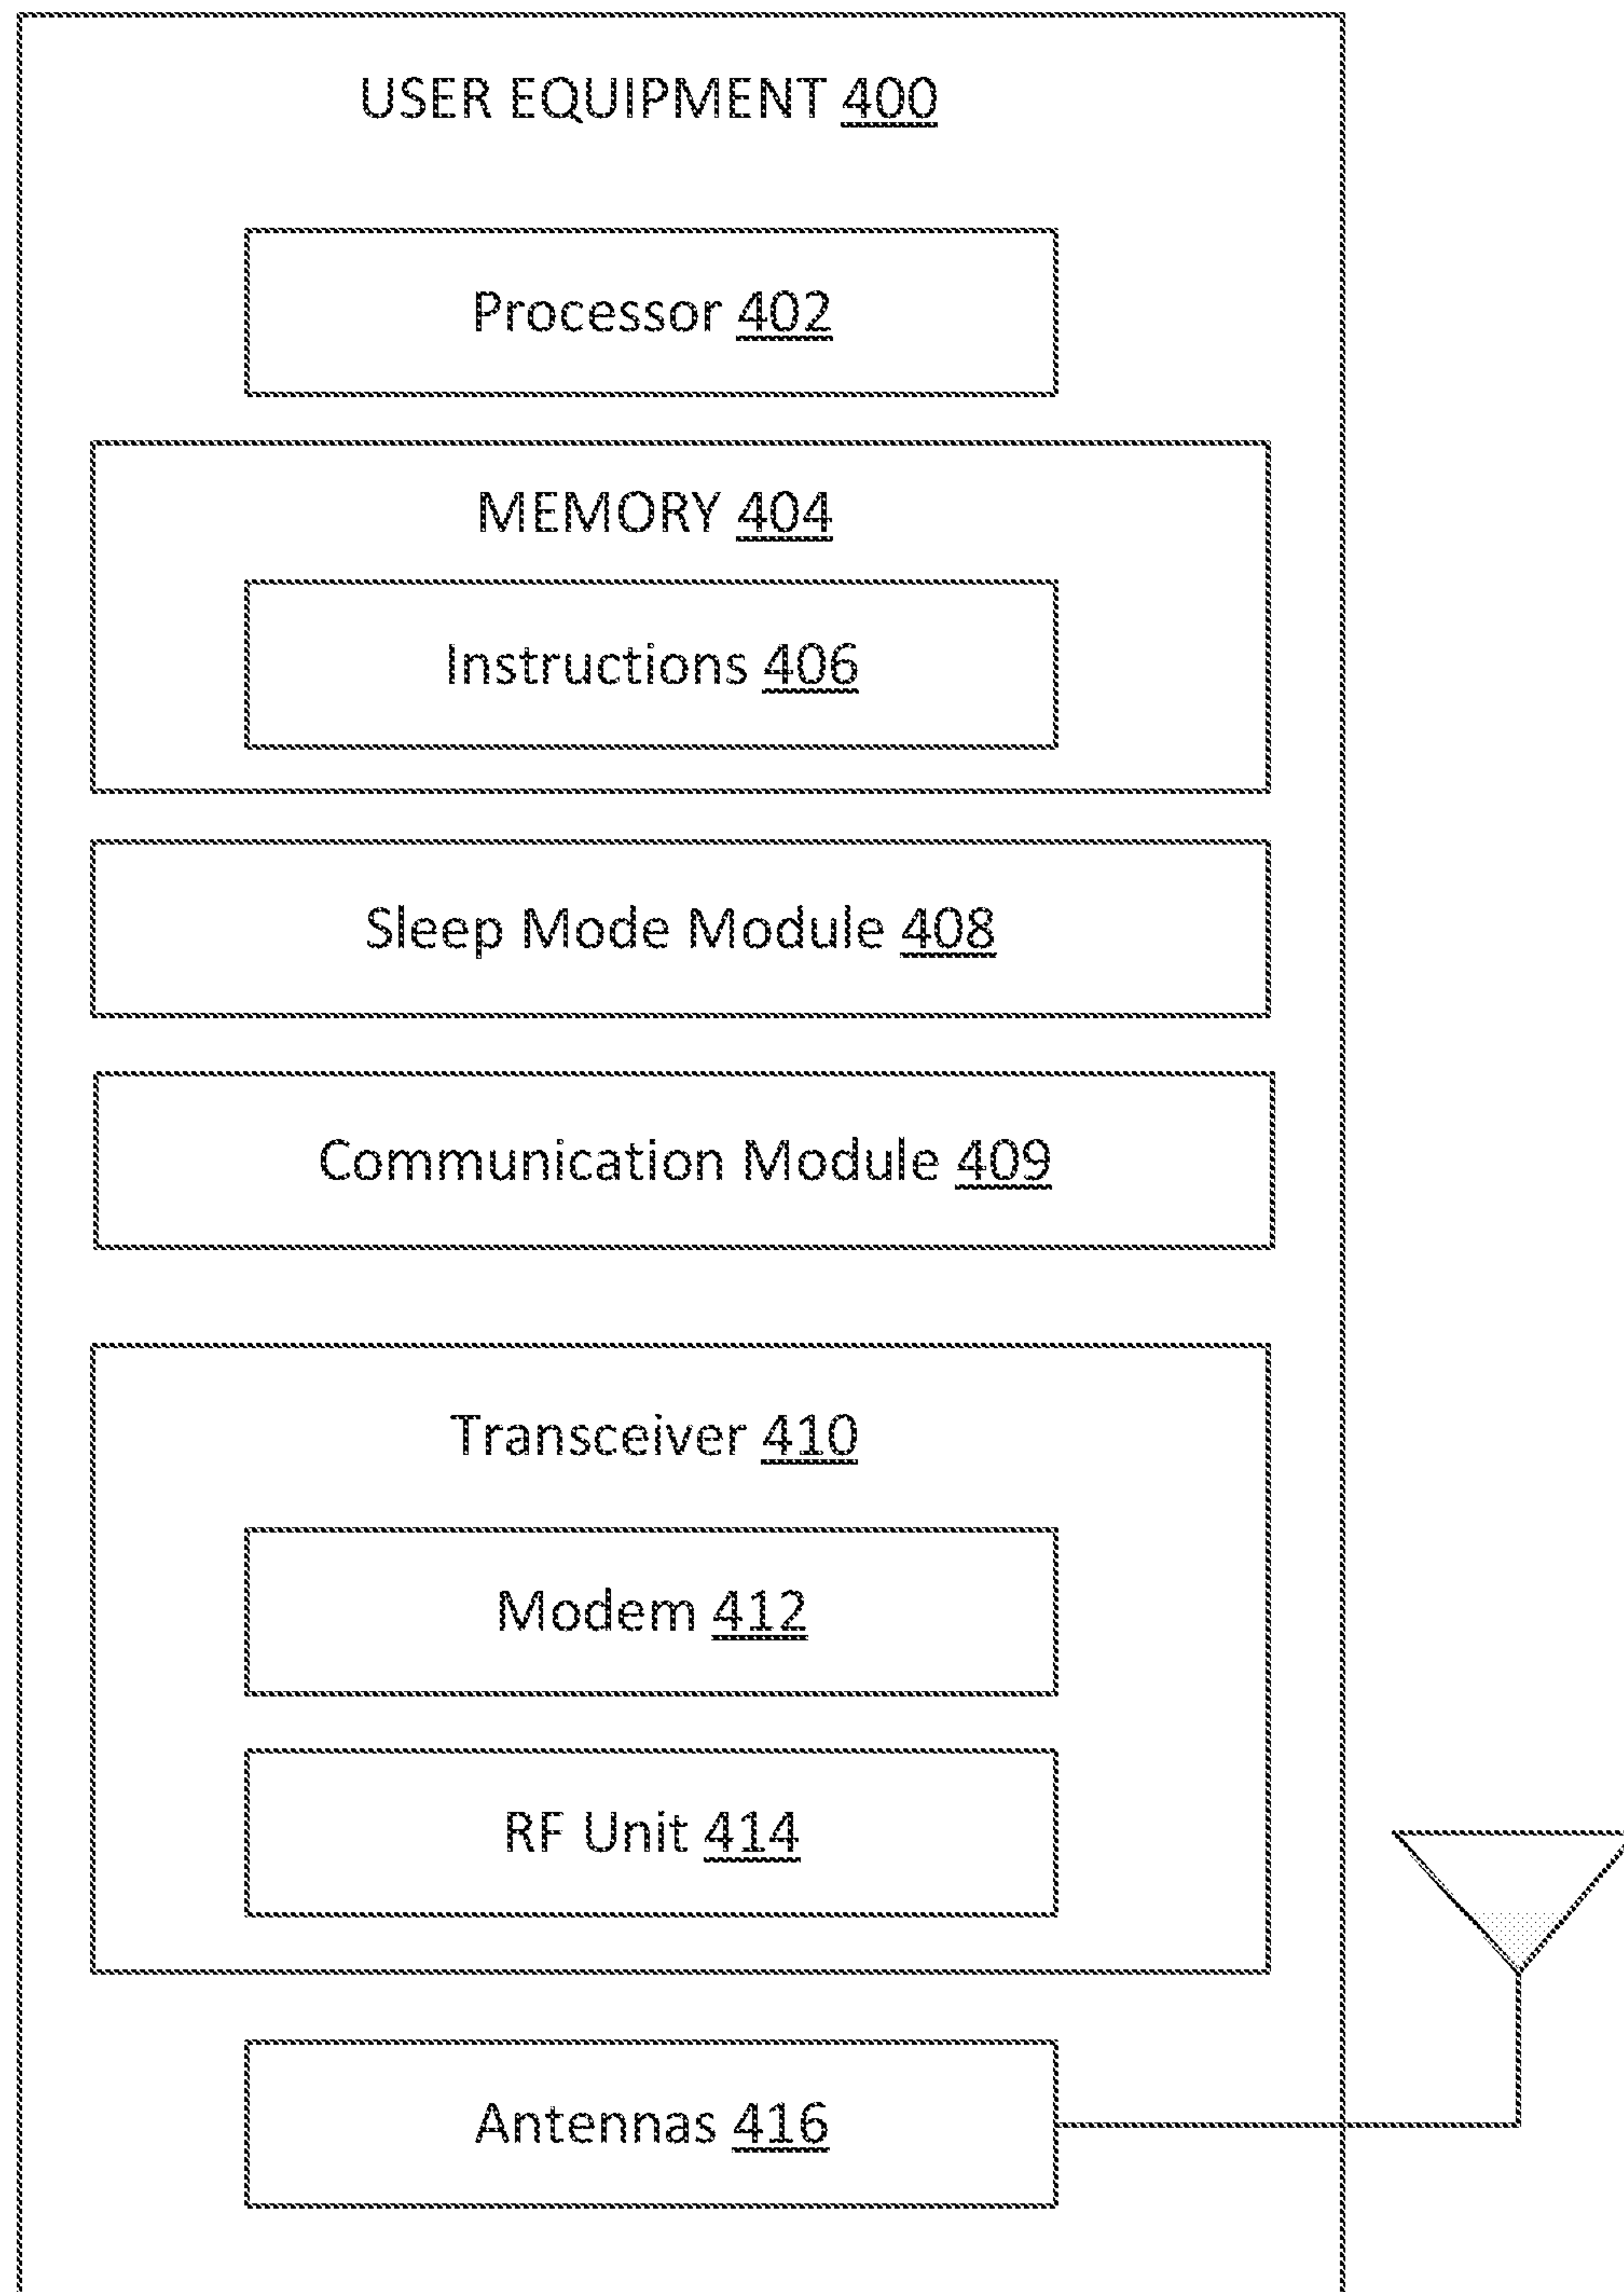 USER EQUIPMENT 400
Processor 402
MEMORY 404
Instructions 406
Sleep Mode Module 408
Communication Module 409
Transceiver 410
Modem 412
RF Unit 414
Antennas 416